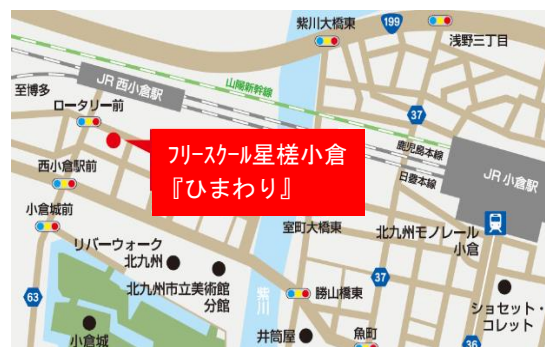 紫川大橋東
199
浅野三丁目
山陽新幹線
JR 西小倉駅
至博多
ロータリー前
37
鹿児島本線
フリースクール星槎小倉
『ひまわり』
西小倉駅前
日豊本線
JR 小倉駅
小倉城前
室町大橋東
北九州モノレール
小倉
リバーウォーク
北九州
北九州市立美術館
分館
紫川
勝山橋東
37
63
ショセット・
コレット
小倉城
井筒屋
魚町
36